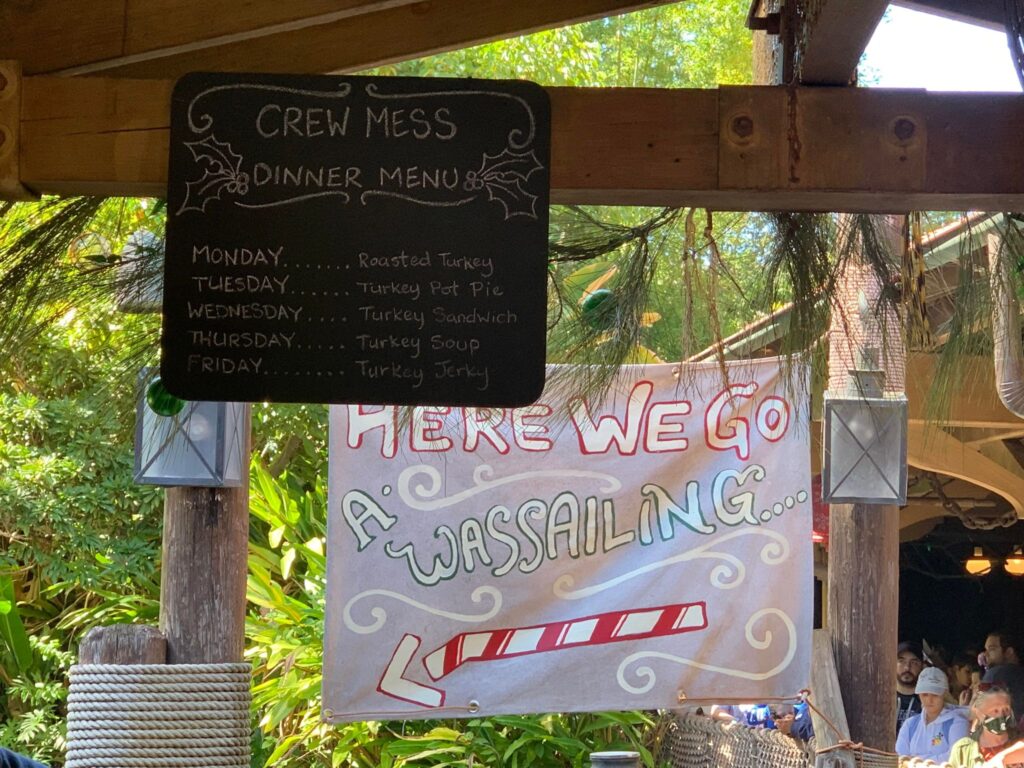 CREW MESS
DINNER MENU
MONDAY....... Roasted Turkey
TUESDAY...... Turkey Pot Pie
WEDNESDAY.... Turkey Sandwich
THURSDAY..... Turkey Soup
FRIDAY........ Turkey Jerky
HERE WE GO
A·WASSAILING....